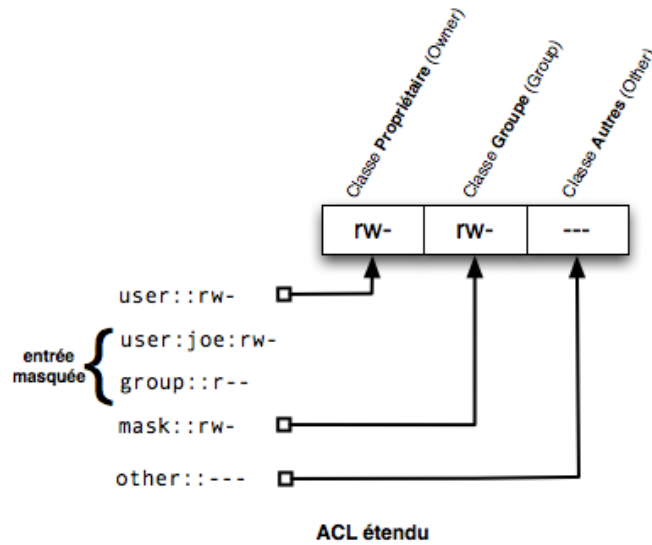 Classe Propriétaire (Owner)
Classe Groupe (Group)
Classe Autres (Other)
rw-
rw-
---
user::rw-
user:joe:rw-
entrée
masquée
group::r--
mask::rw-
other::---
ACL étendu